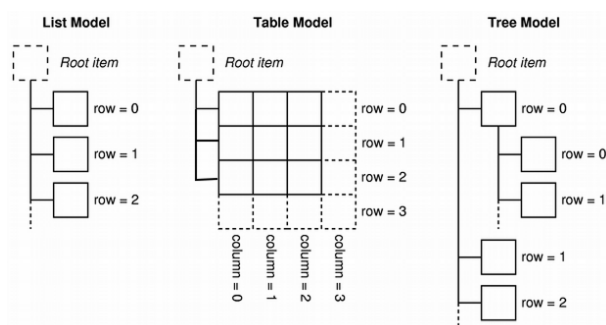 List Model
Root item
row = 0
row = 1
row = 2
Table Model
Root item
row = 0
row = 1
row = 2
row = 3
column = 0
column = 1
column = 2
column = 3
Tree Model
Root item
row = 0
row = 0
row = 1
row = 1
row = 2